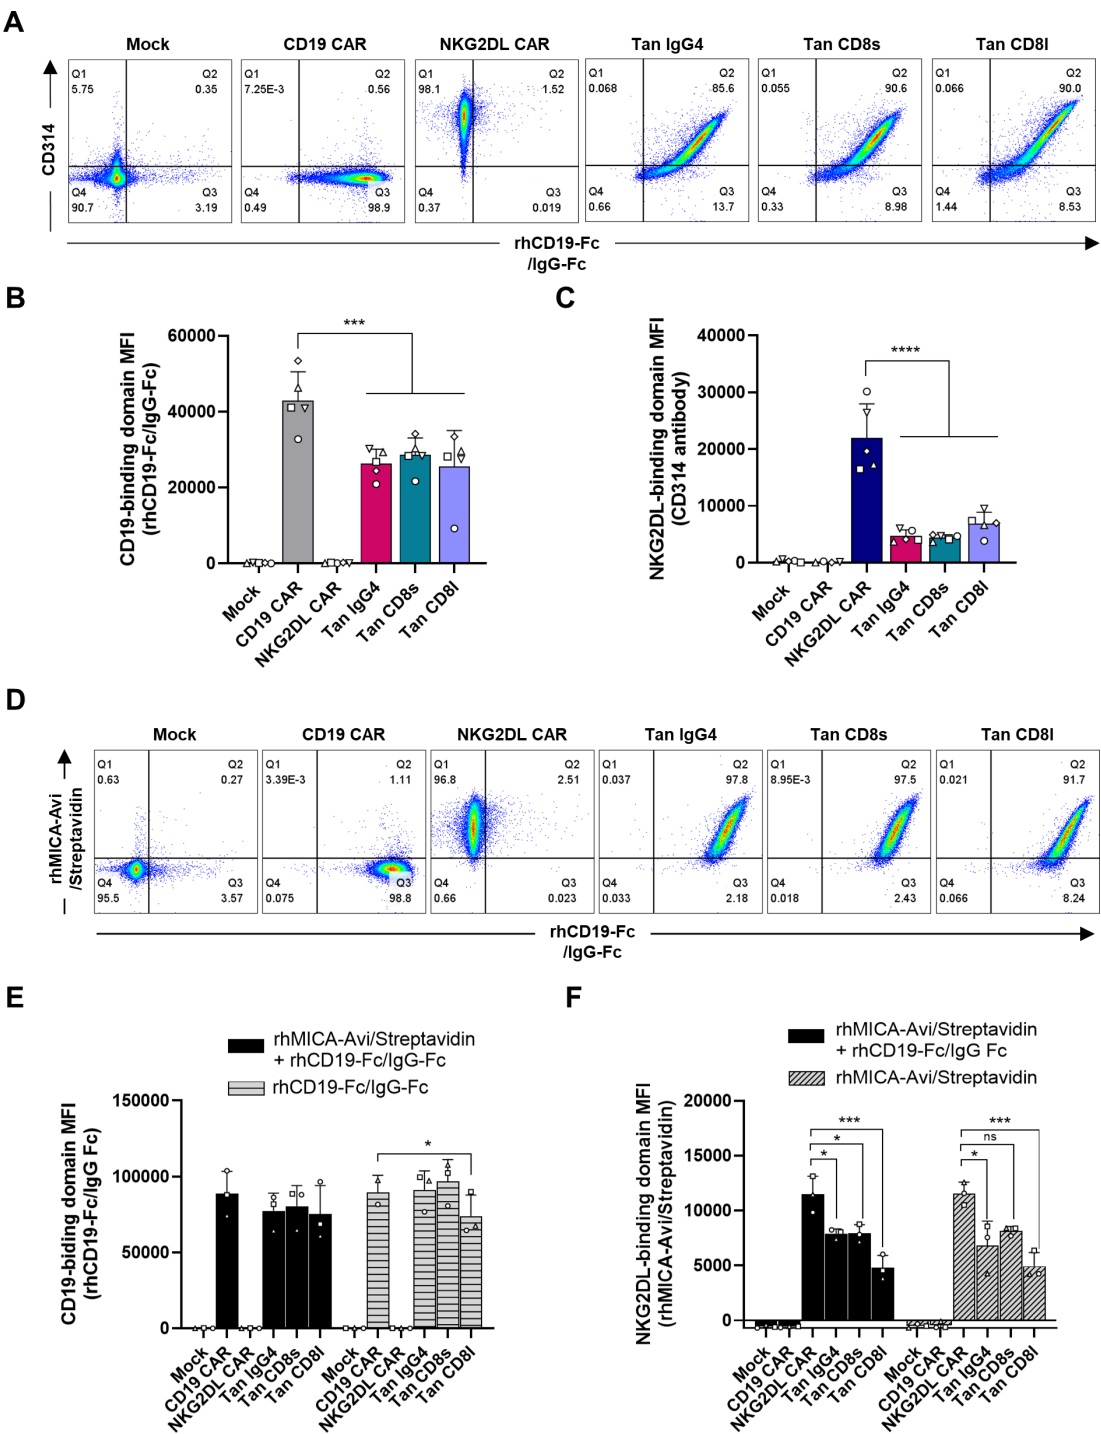 A
Mock CD19 CAR NKG2DL CAR Tan IgG4 Tan CD8s Tan CD8l
CD314
Q1 Q2 Q1 Q2 Q1 Q2 Q1 Q2 Q1 Q2 Q1 Q2
5.75 0.35 7.25E-3 0.56 98.1 1.52 0.068 85.6 0.055 90.6 0.066 90.0
Q4 Q3 Q4 Q3 Q4 Q3 Q4 Q3 Q4 Q3 Q4 Q3
90.7 3.19 0.49 98.9 0.37 0.019 0.66 13.7 0.33 8.98 1.44 8.53
rhCD19-Fc
/IgG-Fc
B
CD19-binding domain MFI
(rhCD19-Fc/IgG-Fc)
60000
40000
20000
0
***
Mock
CD19 CAR
NKG2DL CAR
Tan IgG4
Tan CD8s
Tan CD8l
C
NKG2DL-binding domain MFI
(CD314 antibody)
40000
30000
20000
10000
0
****
Mock
CD19 CAR
NKG2DL CAR
Tan IgG4
Tan CD8s
Tan CD8l
D
Mock CD19 CAR NKG2DL CAR Tan IgG4 Tan CD8s Tan CD8l
rhMICA-Avi
/Streptavidin
Q1 Q2 Q1 Q2 Q1 Q2 Q1 Q2 Q1 Q2 Q1 Q2
0.63 0.27 3.39E-3 1.11 96.8 2.51 0.037 97.8 8.95E-3 97.5 0.021 91.7
Q4 Q3 Q4 Q3 Q4 Q3 Q4 Q3 Q4 Q3 Q4 Q3
95.5 3.57 0.075 98.8 0.66 0.023 0.033 2.18 0.018 2.43 0.066 8.24
rhCD19-Fc
/IgG-Fc
E
rhMICA-Avi/Streptavidin
+ rhCD19-Fc/IgG-Fc
rhCD19-Fc/IgG-Fc
CD19-biding domain MFI
(rhCD19-Fc/IgG Fc)
150000
100000
50000
0
*
Mock
CD19 CAR
NKG2DL CAR
Tan IgG4
Tan CD8s
Tan CD8l
Mock
CD19 CAR
NKG2DL CAR
Tan IgG4
Tan CD8s
Tan CD8l
F
rhMICA-Avi/Streptavidin
+ rhCD19-Fc/IgG Fc
rhMICA-Avi/Streptavidin
NKG2DL-binding domain MFI
(rhMICA-Avi/Streptavidin)
20000
15000
10000
5000
0
***
*
*
***
ns
*
Mock
CD19 CAR
NKG2DL CAR
Tan IgG4
Tan CD8s
Tan CD8l
Mock
CD19 CAR
NKG2DL CAR
Tan IgG4
Tan CD8s
Tan CD8l